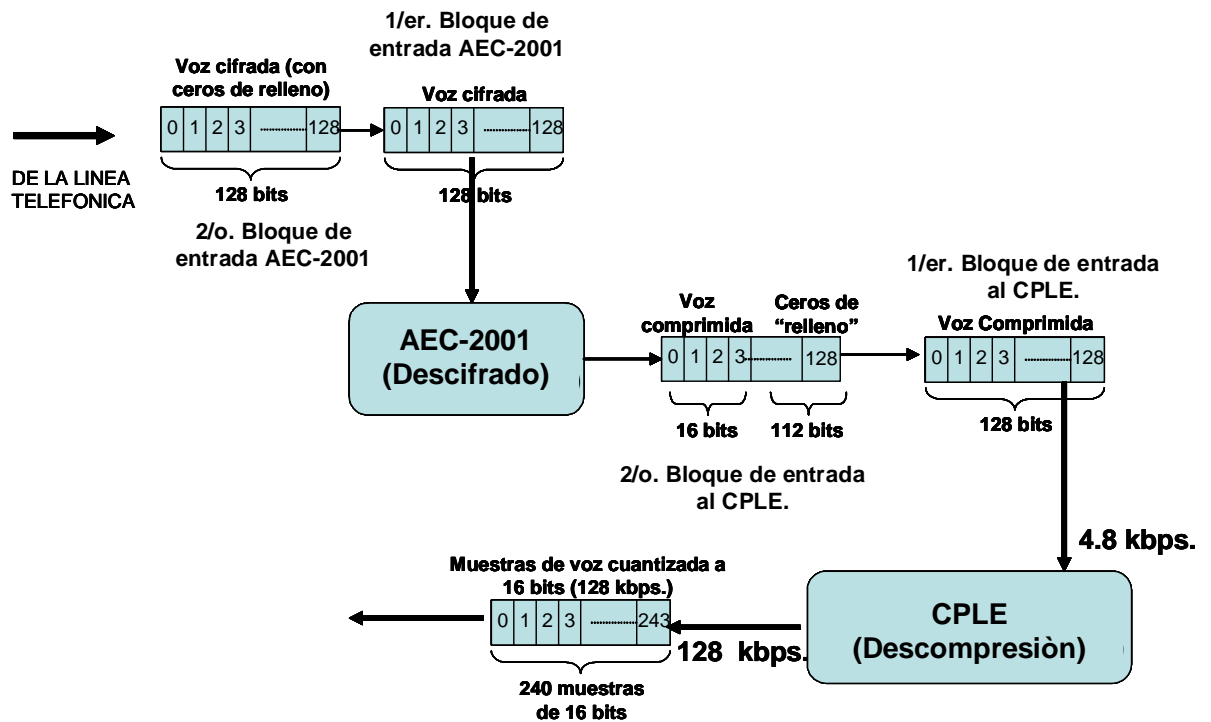 1/er. Bloque de
entrada AEC-2001
Voz cifrada (con
ceros de relleno)
Voz cifrada
0 1 2 3 ................ 128
0 1 2 3 ................ 128
DE LA LINEA
TELEFONICA
128 bits
128 bits
2/o. Bloque de
entrada AEC-2001
1/er. Bloque de entrada
al CPLE.
Voz
comprimida
Ceros de
“relleno”
Voz Comprimida
AEC-2001
(Descifrado)
0 1 2 3 ................ 128
0 1 2 3 ................ 128
16 bits
112 bits
128 bits
2/o. Bloque de entrada
al CPLE.
4.8 kbps.
Muestras de voz cuantizada a
16 bits (128 kbps.)
0 1 2 3 ................ 243
128 kbps.
CPLE
(Descompresiòn)
240 muestras
de 16 bits